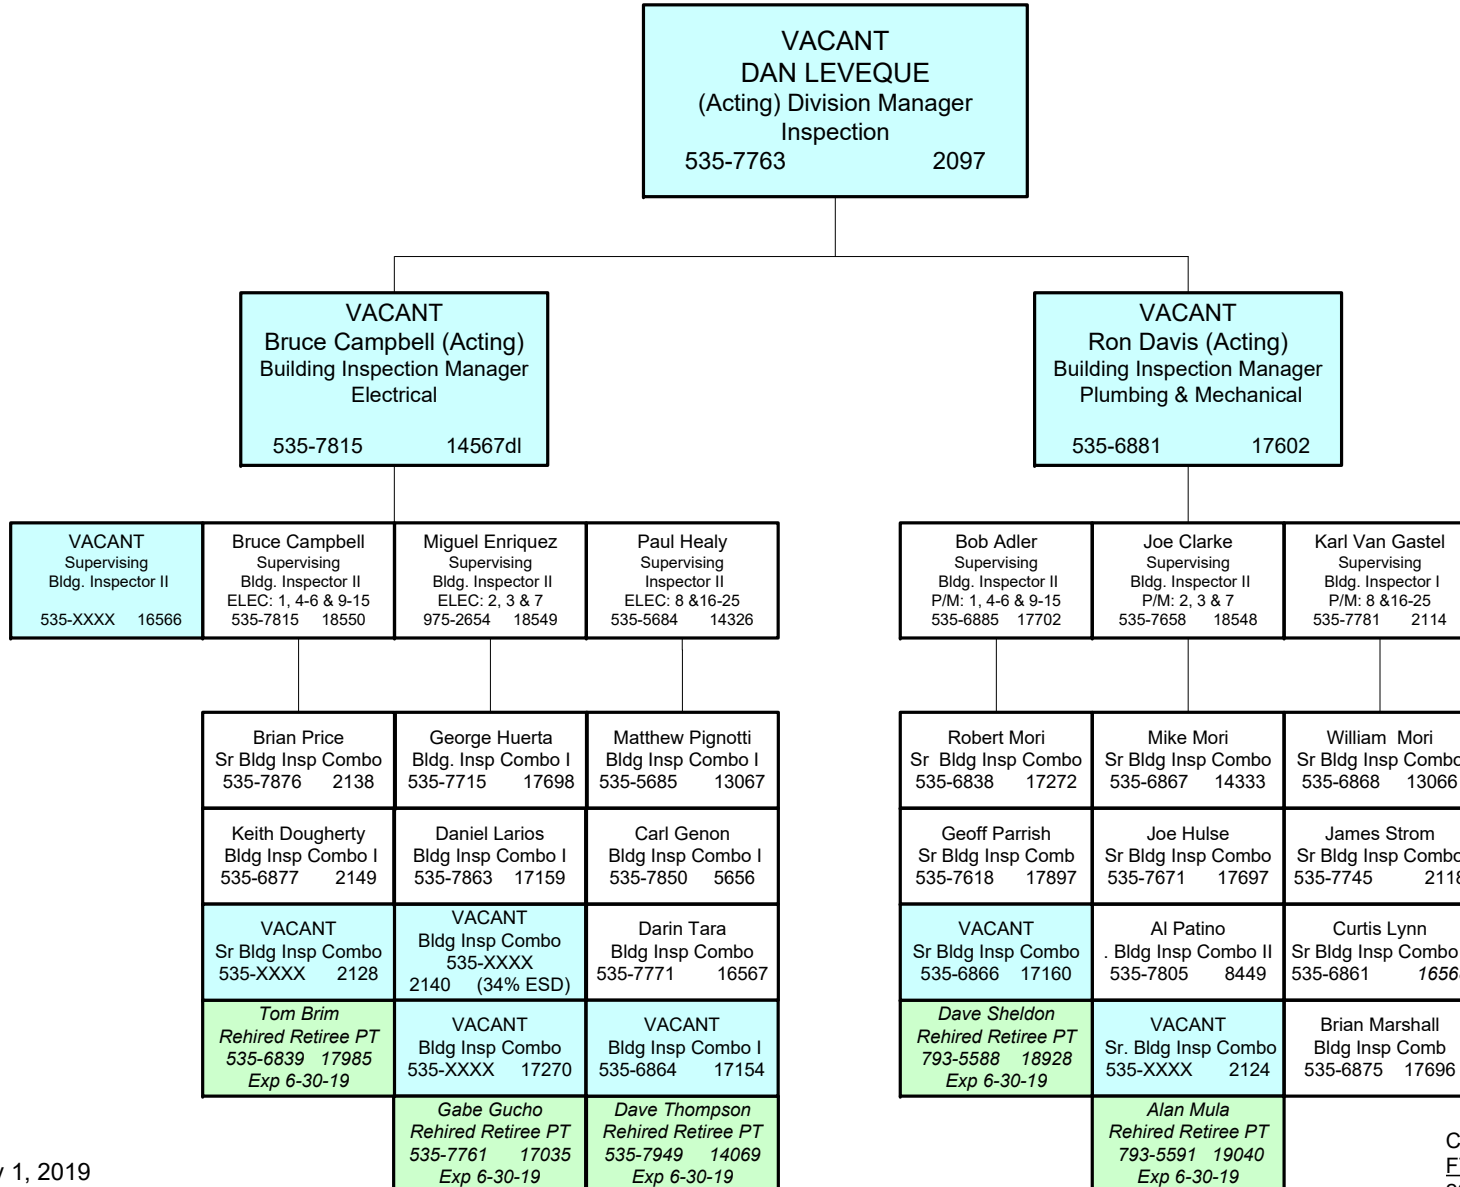 VACANT
DAN LEVEQUE
(Acting) Division Manager
Inspection
535-7763 2097
VACANT
Bruce Campbell (Acting)
Building Inspection Manager
Electrical
535-7815 14567dl
VACANT
Ron Davis (Acting)
Building Inspection Manager
Plumbing & Mechanical
535-6881 17602
VACANT
Supervising
Bldg. Inspector II
535-XXXX 16566
Bruce Campbell
Supervising
Bldg. Inspector II
ELEC: 1, 4-6 & 9-15
535-7815 18550
Miguel Enriquez
Supervising
Bldg. Inspector II
ELEC: 2, 3 & 7
975-2654 18549
Paul Healy
Supervising
Inspector II
ELEC: 8 &16-25
535-5684 14326
Bob Adler
Supervising
Bldg. Inspector II
P/M: 1, 4-6 & 9-15
535-6885 17702
Joe Clarke
Supervising
Bldg. Inspector II
P/M: 2, 3 & 7
535-7658 18548
Karl Van Gastel
Supervising
Bldg. Inspector I
P/M: 8 &16-25
535-7781 2114
Brian Price
Sr Bldg Insp Combo
535-7876 2138
Keith Dougherty
Bldg Insp Combo I
535-6877 2149
VACANT
Sr Bldg Insp Combo
535-XXXX 2128
Tom Brim
Rehired Retiree PT
535-6839 17985
Exp 6-30-19
George Huerta
Bldg. Insp Combo I
535-7715 17698
Daniel Larios
Bldg Insp Combo I
535-7863 17159
VACANT
Bldg Insp Combo
535-XXXX
2140 (34% ESD)
VACANT
Bldg Insp Combo
535-XXXX 17270
Gabe Gucho
Rehired Retiree PT
535-7761 17035
Exp 6-30-19
Matthew Pignotti
Bldg Insp Combo I
535-5685 13067
Carl Genon
Bldg Insp Combo I
535-7850 5656
Darin Tara
Bldg Insp Combo
535-7771 16567
VACANT
Bldg Insp Combo I
535-6864 17154
Dave Thompson
Rehired Retiree PT
535-7949 14069
Exp 6-30-19
Robert Mori
Sr Bldg Insp Combo
535-6838 17272
Geoff Parrish
Sr Bldg Insp Comb
535-7618 17897
VACANT
Sr Bldg Insp Combo
535-6866 17160
Dave Sheldon
Rehired Retiree PT
793-5588 18928
Exp 6-30-19
Mike Mori
Sr Bldg Insp Combo
535-6867 14333
Joe Hulse
Sr Bldg Insp Combo
535-7671 17697
Al Patino
. Bldg Insp Combo II
535-7805 8449
VACANT
Sr. Bldg Insp Combo
535-XXXX 2124
Alan Mula
Rehired Retiree PT
793-5591 19040
Exp 6-30-19
William Mori
Sr Bldg Insp Combo
535-6868 13066
James Strom
Sr Bldg Insp Combo
535-7745 2118
Curtis Lynn
Sr Bldg Insp Combo
535-6861
Brian Marshall
Bldg Insp Comb
535-6875 17696
1, 2019